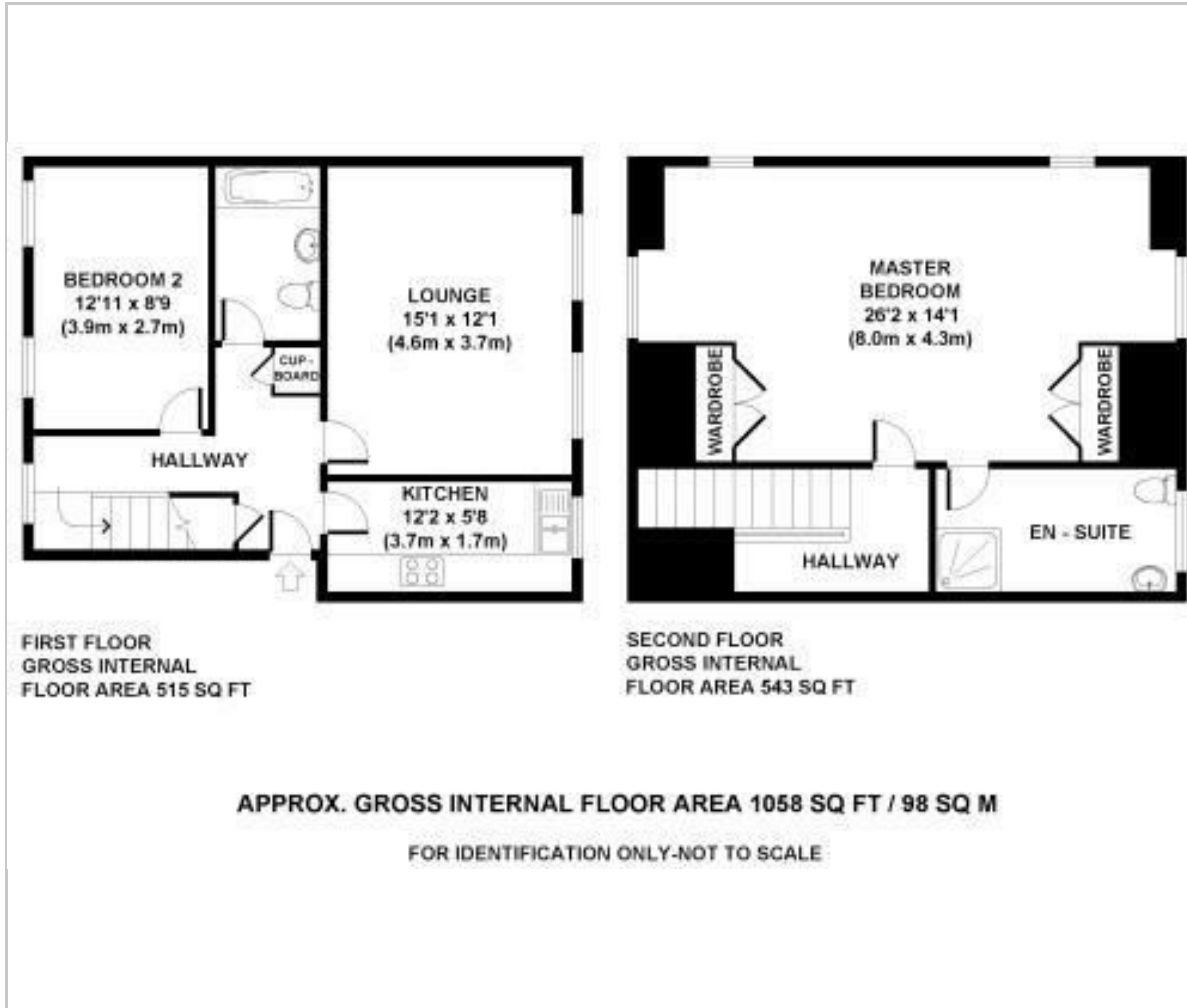 BEDROOM 2
12'11 x 8'9
(3.9m x 2.7m)
CUP -
BOARD
LOUNGE
15'1 x 12'1
(4.6m x 3.7m)
HALLWAY
KITCHEN
12'2 x 5'8
(3.7m x 1.7m)
FIRST FLOOR
GROSS INTERNAL
FLOOR AREA 515 SQ FT
MASTER
BEDROOM
26'2 x 14'1
(8.0m x 4.3m)
WARDROBE
WARDROBE
HALLWAY
EN - SUITE
SECOND FLOOR
GROSS INTERNAL
FLOOR AREA 543 SQ FT
APPROX. GROSS INTERNAL FLOOR AREA 1058 SQ FT / 98 SQ M
FOR IDENTIFICATION ONLY-NOT TO SCALE